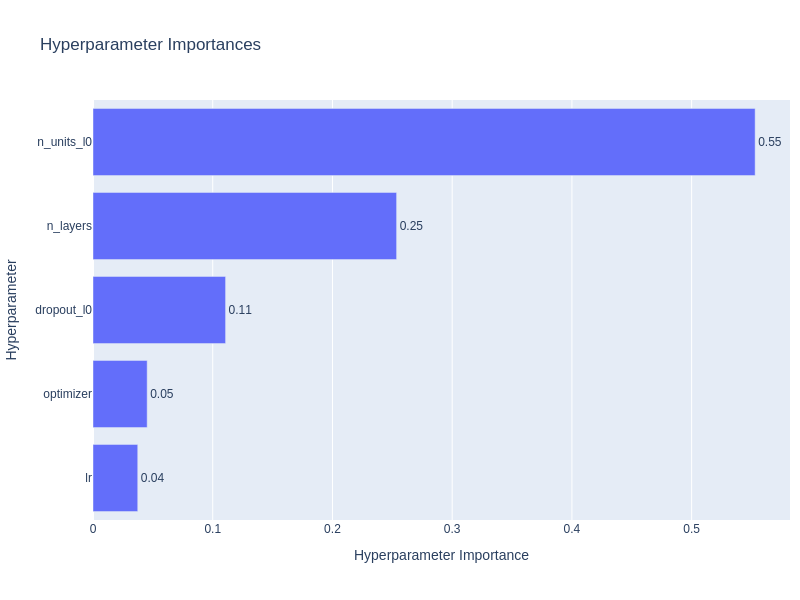 Hyperparameter Importances
Hyperparameter
n_units_l0
0.55
n_layers
0.25
dropout_l0
0.11
optimizer
0.05
lr
0.04
0
0.1
0.2
0.3
0.4
0.5
Hyperparameter Importance